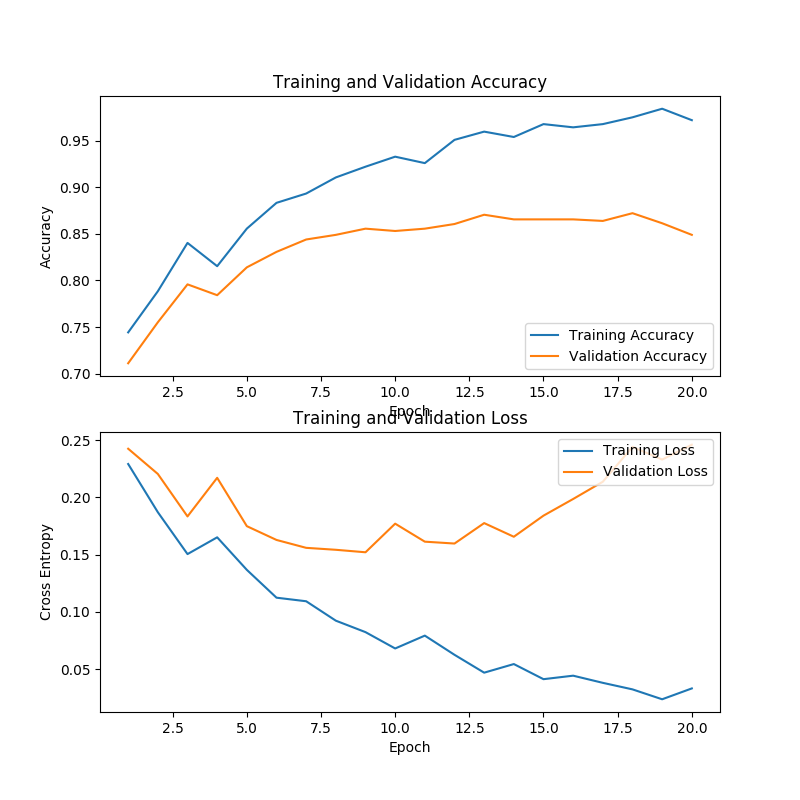 Training and Validation Accuracy
Accuracy
0.95
0.90
0.85
0.80
0.75
0.70
Training Accuracy
Validation Accuracy
2.5 5.0 7.5 10.0 12.5 15.0 17.5 20.0
Epoch
Training and Validation Loss
Cross Entropy
0.25
0.20
0.15
0.10
0.05
Training Loss
Validation Loss
2.5 5.0 7.5 10.0 12.5 15.0 17.5 20.0
Epoch